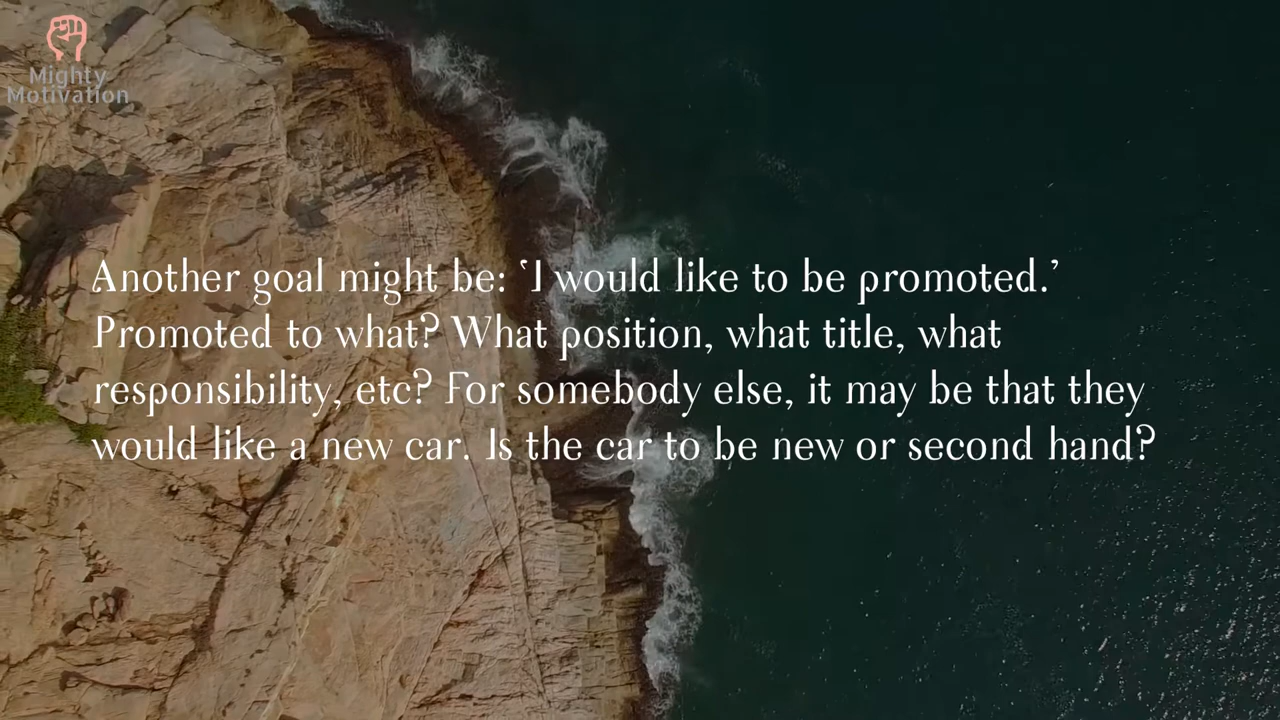 Mighty
Motivation
Another goal might be: ‘I would like to be promoted.’
Promoted to what? What position, what title, what
responsibility, etc? For somebody else, it may be that they
would like a new car. Is the car to be new or second hand?